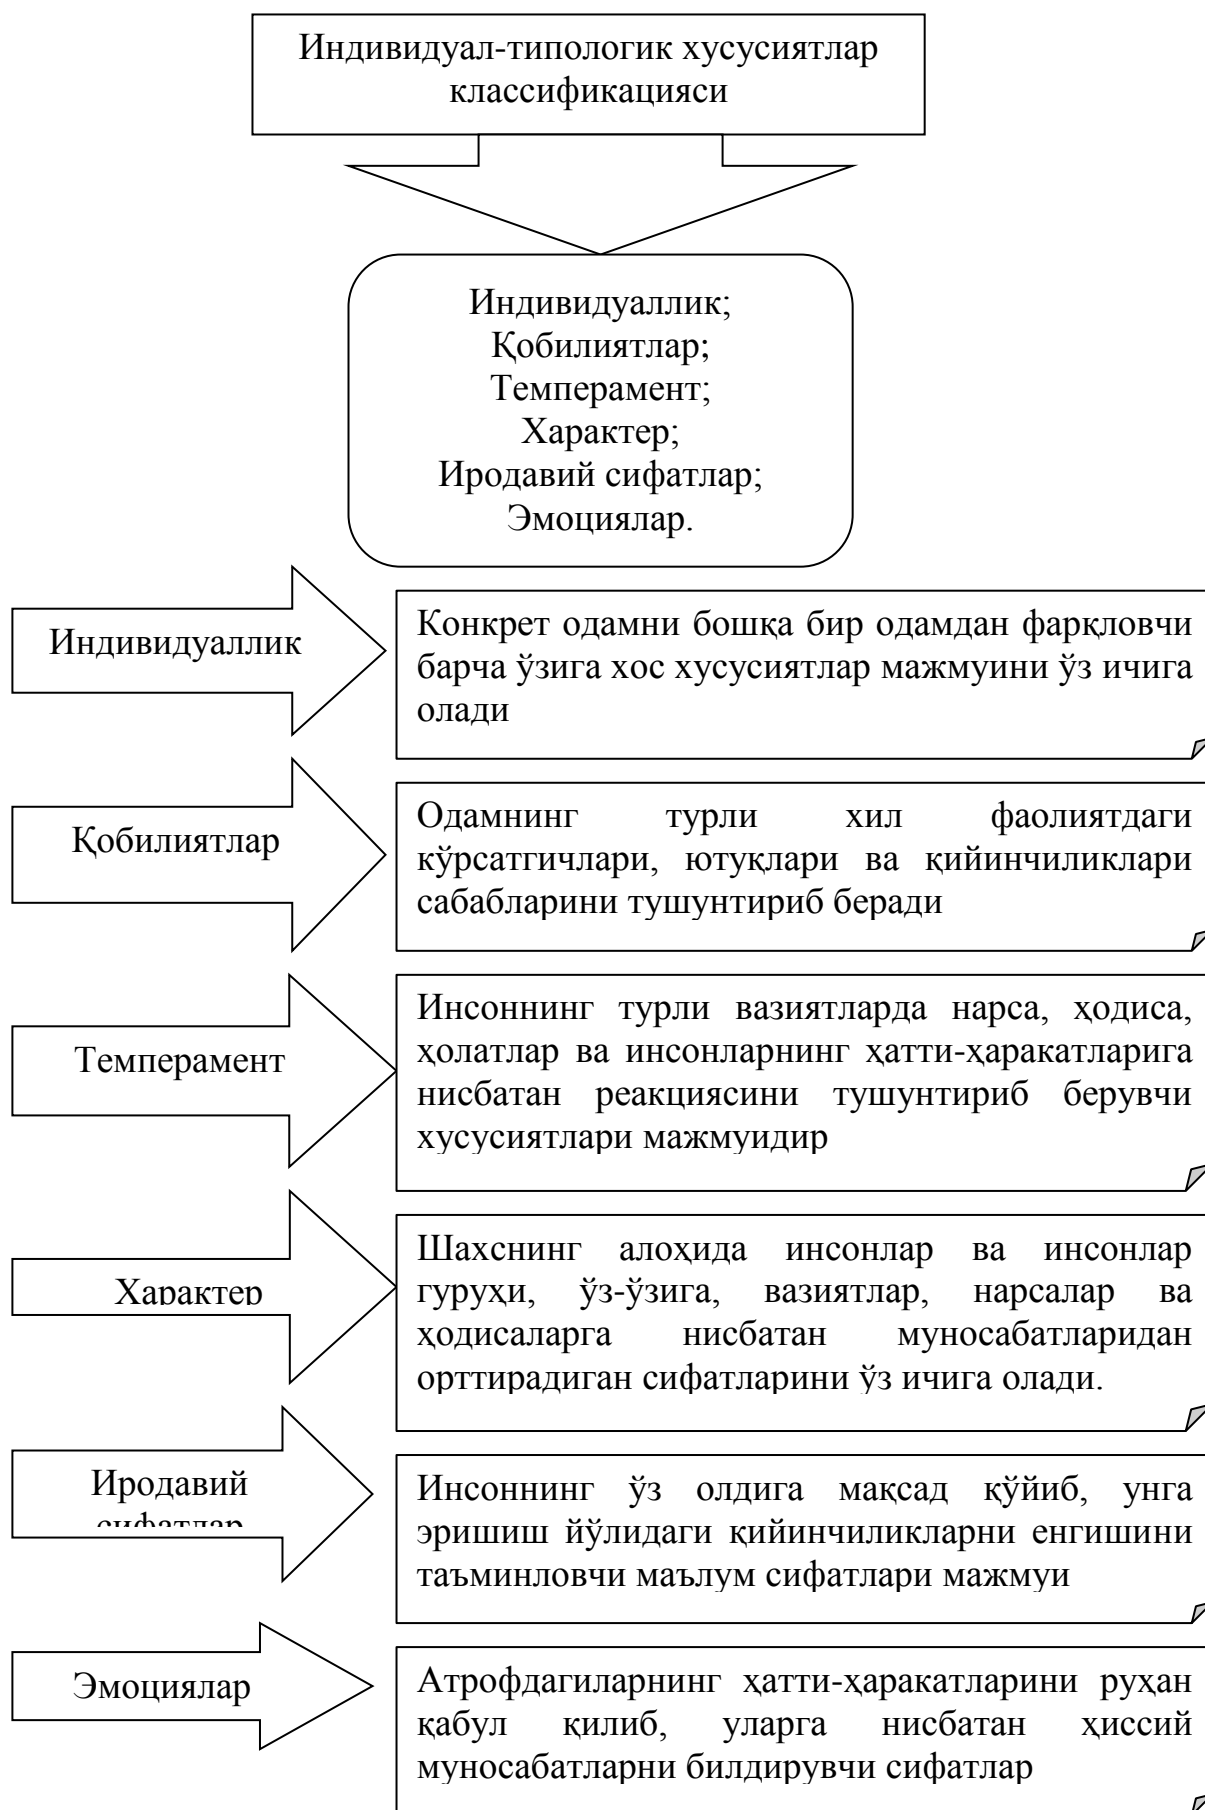 Индивидуал-типологик хусусиятлар
классификацияси
Индивидуаллик;
Қобилиятлар;
Темперамент;
Характер;
Иродавий сифатлар;
Эмоциялар.
Индивидуаллик
Конкрет одамни бошқа бир одамдан фарқловчи
барча ўзига хос хусусиятлар мажмуини ўз ичига
олади
Қобилиятлар
Одамнинг турли хил фаолиятдаги
кўрсатгичлари, ютуқлари ва қийинчиликлари
сабабларини тушунтириб беради
Темперамент
Инсоннинг турли вазиятларда нарса, ҳодиса,
ҳолатлар ва инсонларнинг ҳатти-ҳаракатларига
нисбатан реакциясини тушунтириб берувчи
хусусиятлари мажмуидир
Характер
Шахснинг алоҳида инсонлар ва инсонлар
гуруҳи, ўз-ўзига, вазиятлар, нарсалар ва
ҳодисаларга нисбатан муносабатларидан
орттирадиган сифатларини ўз ичига олади.
Иродавий
сифатлар
Инсоннинг ўз олдига мақсад қўйиб, унга
эришиш йўлидаги қийинчиликларни енгишини
таъминловчи маълум сифатлари мажмуи
Эмоциялар
Атрофдагиларнинг ҳатти-ҳаракатларини руҳан
қабул қилиб, уларга нисбатан ҳиссий
муносабатларни билдирувчи сифатлар